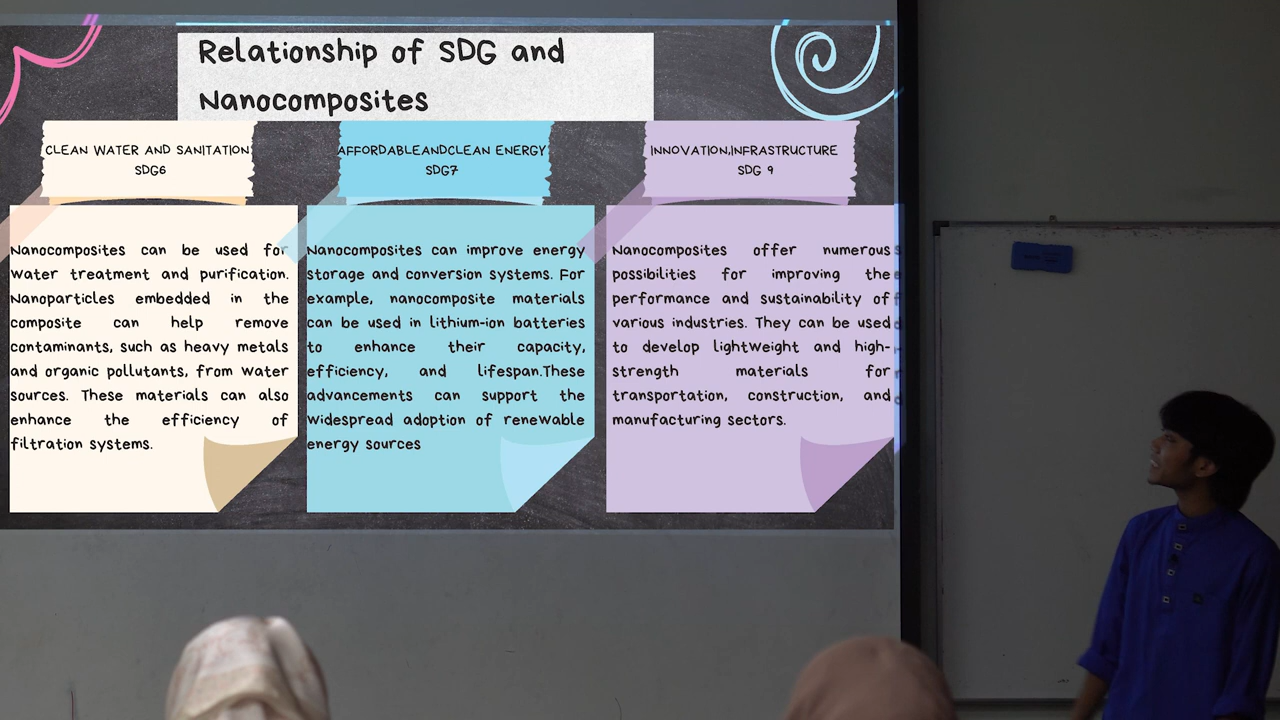 Relationship of SDG and
Nanocomposites
CLEAN WATER AND SANITATION
SDG6
Nanocomposites can be used for
water treatment and purification.
Nanoparticles embedded in the
composite can help remove
contaminants, such as heavy metals
and organic pollutants, from water
sources. These materials can also
enhance the efficiency of
filtration systems.
AFFORDABLEANDCLEAN ENERGY
SDG7
Nanocomposites can improve energy
storage and conversion systems. For
example, nanocomposite materials
can be used in lithium-ion batteries
to enhance their capacity,
efficiency, and lifespan.These
advancements can support the
widespread adoption of renewable
energy sources
INNOVATION,INFRASTRUCTURE
SDG 9
Nanocomposites offer numerous
possibilities for improving the
performance and sustainability of
various industries. They can be used
to develop lightweight and high-
strength materials for
transportation, construction, and
manufacturing sectors.